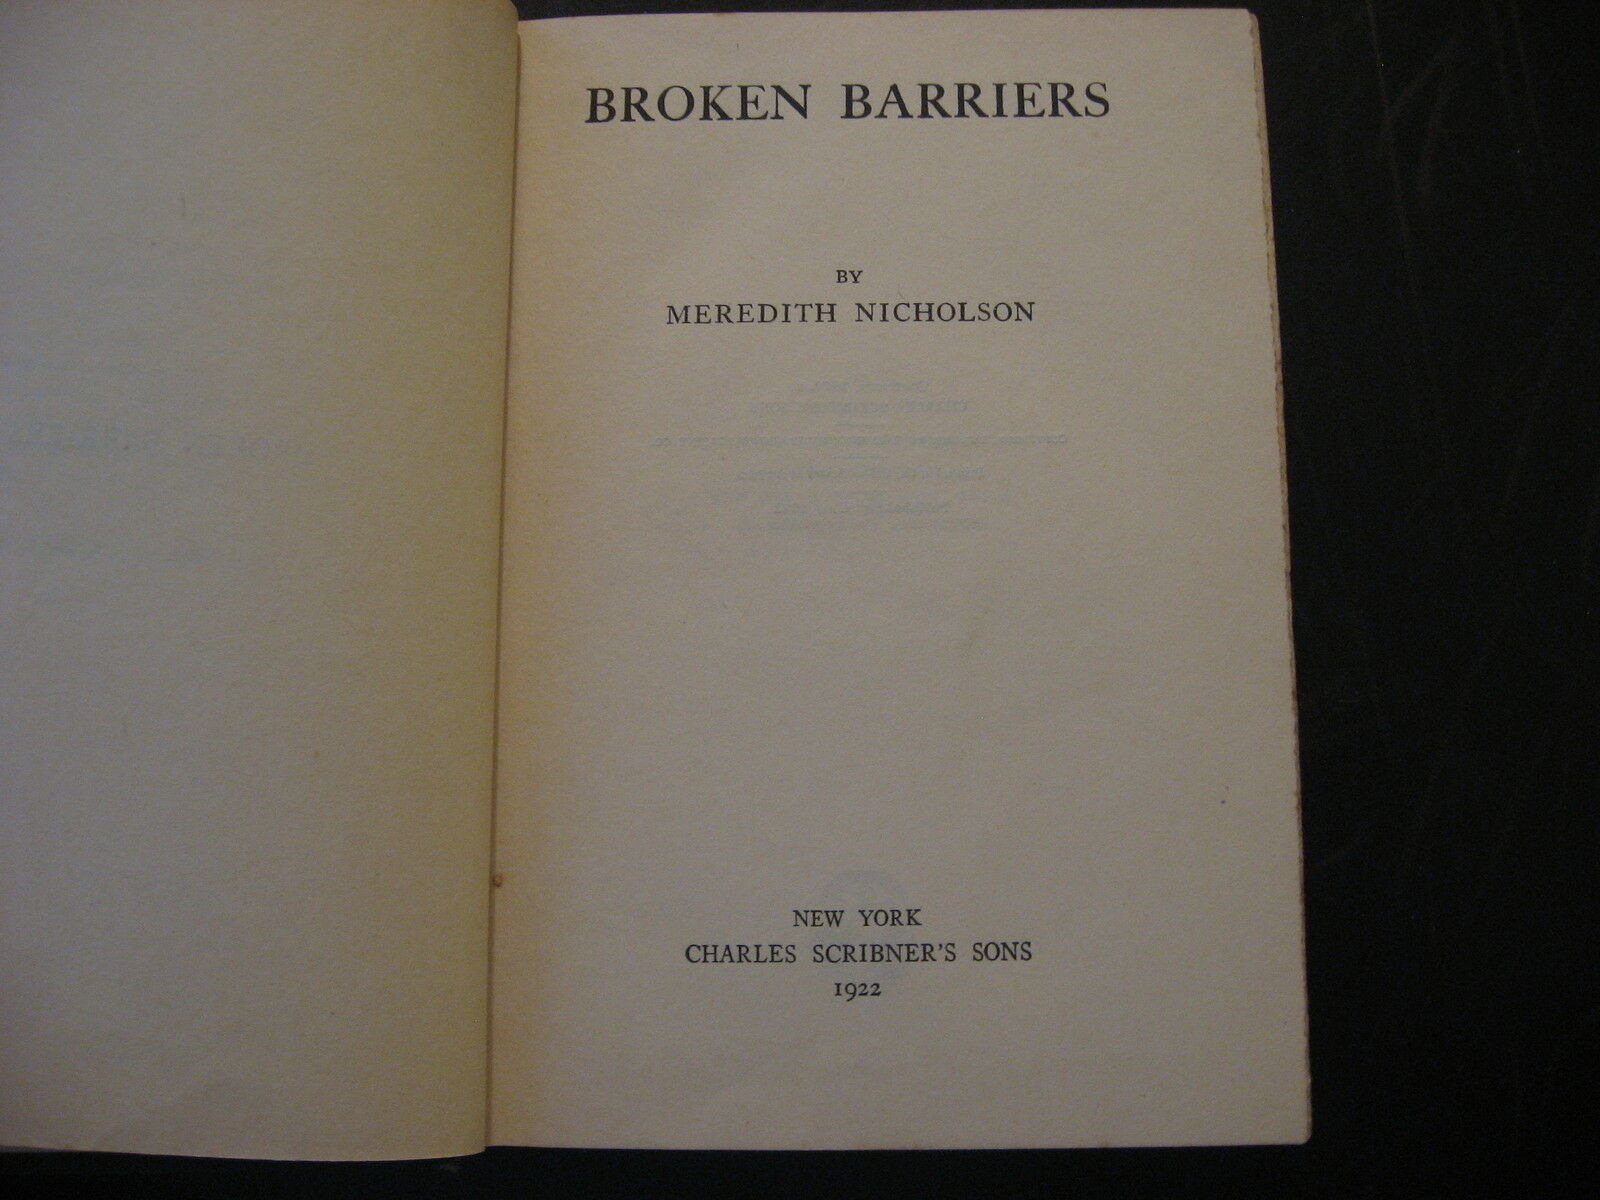 BROKEN BARRIERS
BY
MEREDITH NICHOLSON
NEW YORK
CHARLES SCRIBNER'S SONS
1922